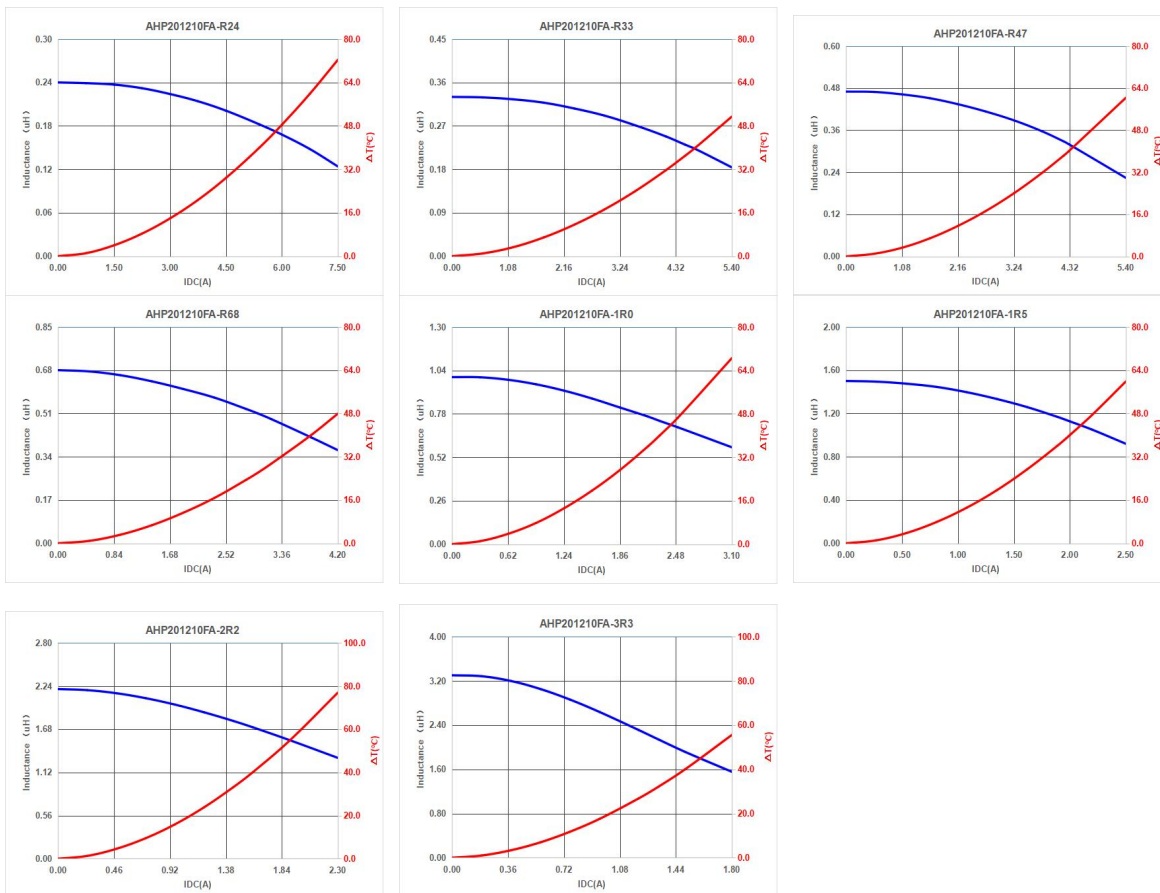 AHP201210FA-R24
0.30 80.0
0.24 64.0
0.18 48.0
0.12 32.0
0.06 16.0
0.00 0.0
Inductance（uH）
ΔT(℃)
0.00 1.50 3.00 4.50 6.00 7.50
IDC(A)
AHP201210FA-R33
0.45 80.0
0.36 64.0
0.27 48.0
0.18 32.0
0.09 16.0
0.00 0.0
Inductance（uH）
ΔT(℃)
0.00 1.08 2.16 3.24 4.32 5.40
IDC(A)
AHP201210FA-R47
0.60 80.0
0.48 64.0
0.36 48.0
0.24 32.0
0.12 16.0
0.00 0.0
Inductance（uH）
ΔT(℃)
0.00 1.08 2.16 3.24 4.32 5.40
IDC(A)
AHP201210FA-R68
0.85 80.0
0.68 64.0
0.51 48.0
0.34 32.0
0.17 16.0
0.00 0.0
Inductance（uH）
ΔT(℃)
0.00 0.84 1.68 2.52 3.36 4.20
IDC(A)
AHP201210FA-1R0
1.30 80.0
1.04 64.0
0.78 48.0
0.52 32.0
0.26 16.0
0.00 0.0
Inductance（uH）
ΔT(℃)
0.00 0.62 1.24 1.86 2.48 3.10
IDC(A)
AHP201210FA-1R5
2.00 80.0
1.60 64.0
1.20 48.0
0.80 32.0
0.40 16.0
0.00 0.0
Inductance（uH）
ΔT(℃)
0.00 0.50 1.00 1.50 2.00 2.50
IDC(A)
AHP201210FA-2R2
2.80 100.0
2.24 80.0
1.68 60.0
1.12 40.0
0.56 20.0
0.00 0.0
Inductance（uH）
ΔT(℃)
0.00 0.46 0.92 1.38 1.84 2.30
IDC(A)
AHP201210FA-3R3
4.00 100.0
3.20 80.0
2.40 60.0
1.60 40.0
0.80 20.0
0.00 0.0
Inductance（uH）
ΔT(℃)
0.00 0.36 0.72 1.08 1.44 1.80
IDC(A)